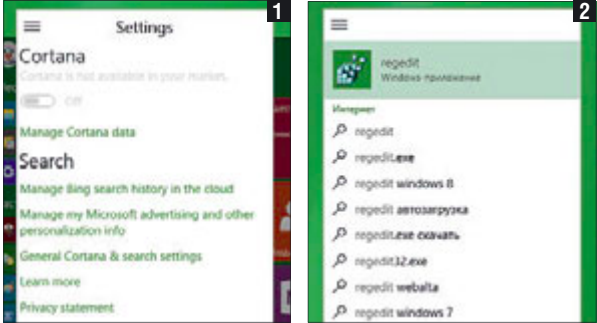 1
Settings
Cortana
Cortana is not available in your market.
Off
Manage Cortana data
Search
Manage Bing search history in the cloud
Manage my Microsoft advertising and other
personalization info
General Cortana & search settings
Learn more
Privacy statement
2
regedit
Windows-приложение
Интернет
regedit
regedit.exe
regedit windows 8
regedit автозагрузка
regedit.exe скачать
regedit32.exe
regedit webalta
regedit windows 7